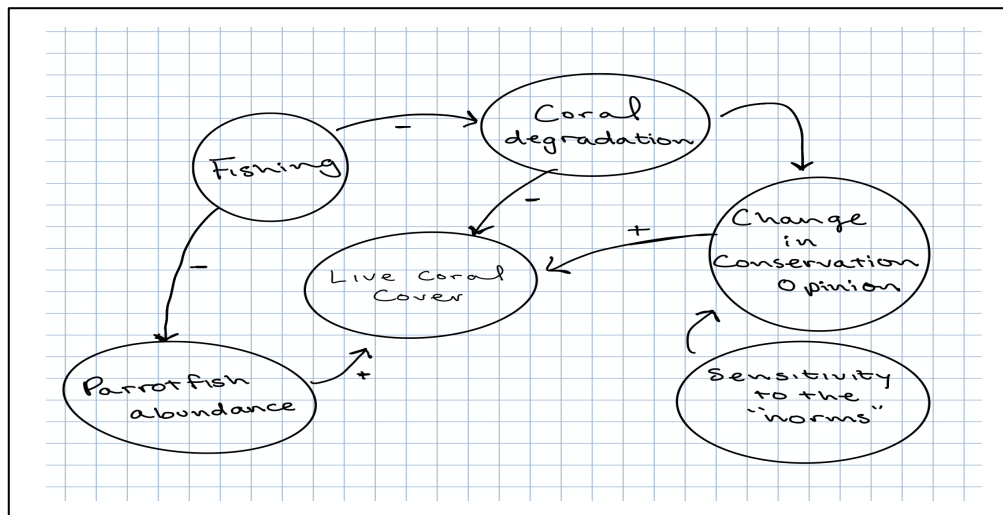 Coral
degradation
-
Fishing
-
-
Change
in
Conservation
Opinion
+
Live Coral
Cover
-
Parrotfish
abundance
+
Sensitivity
to the
"norms"